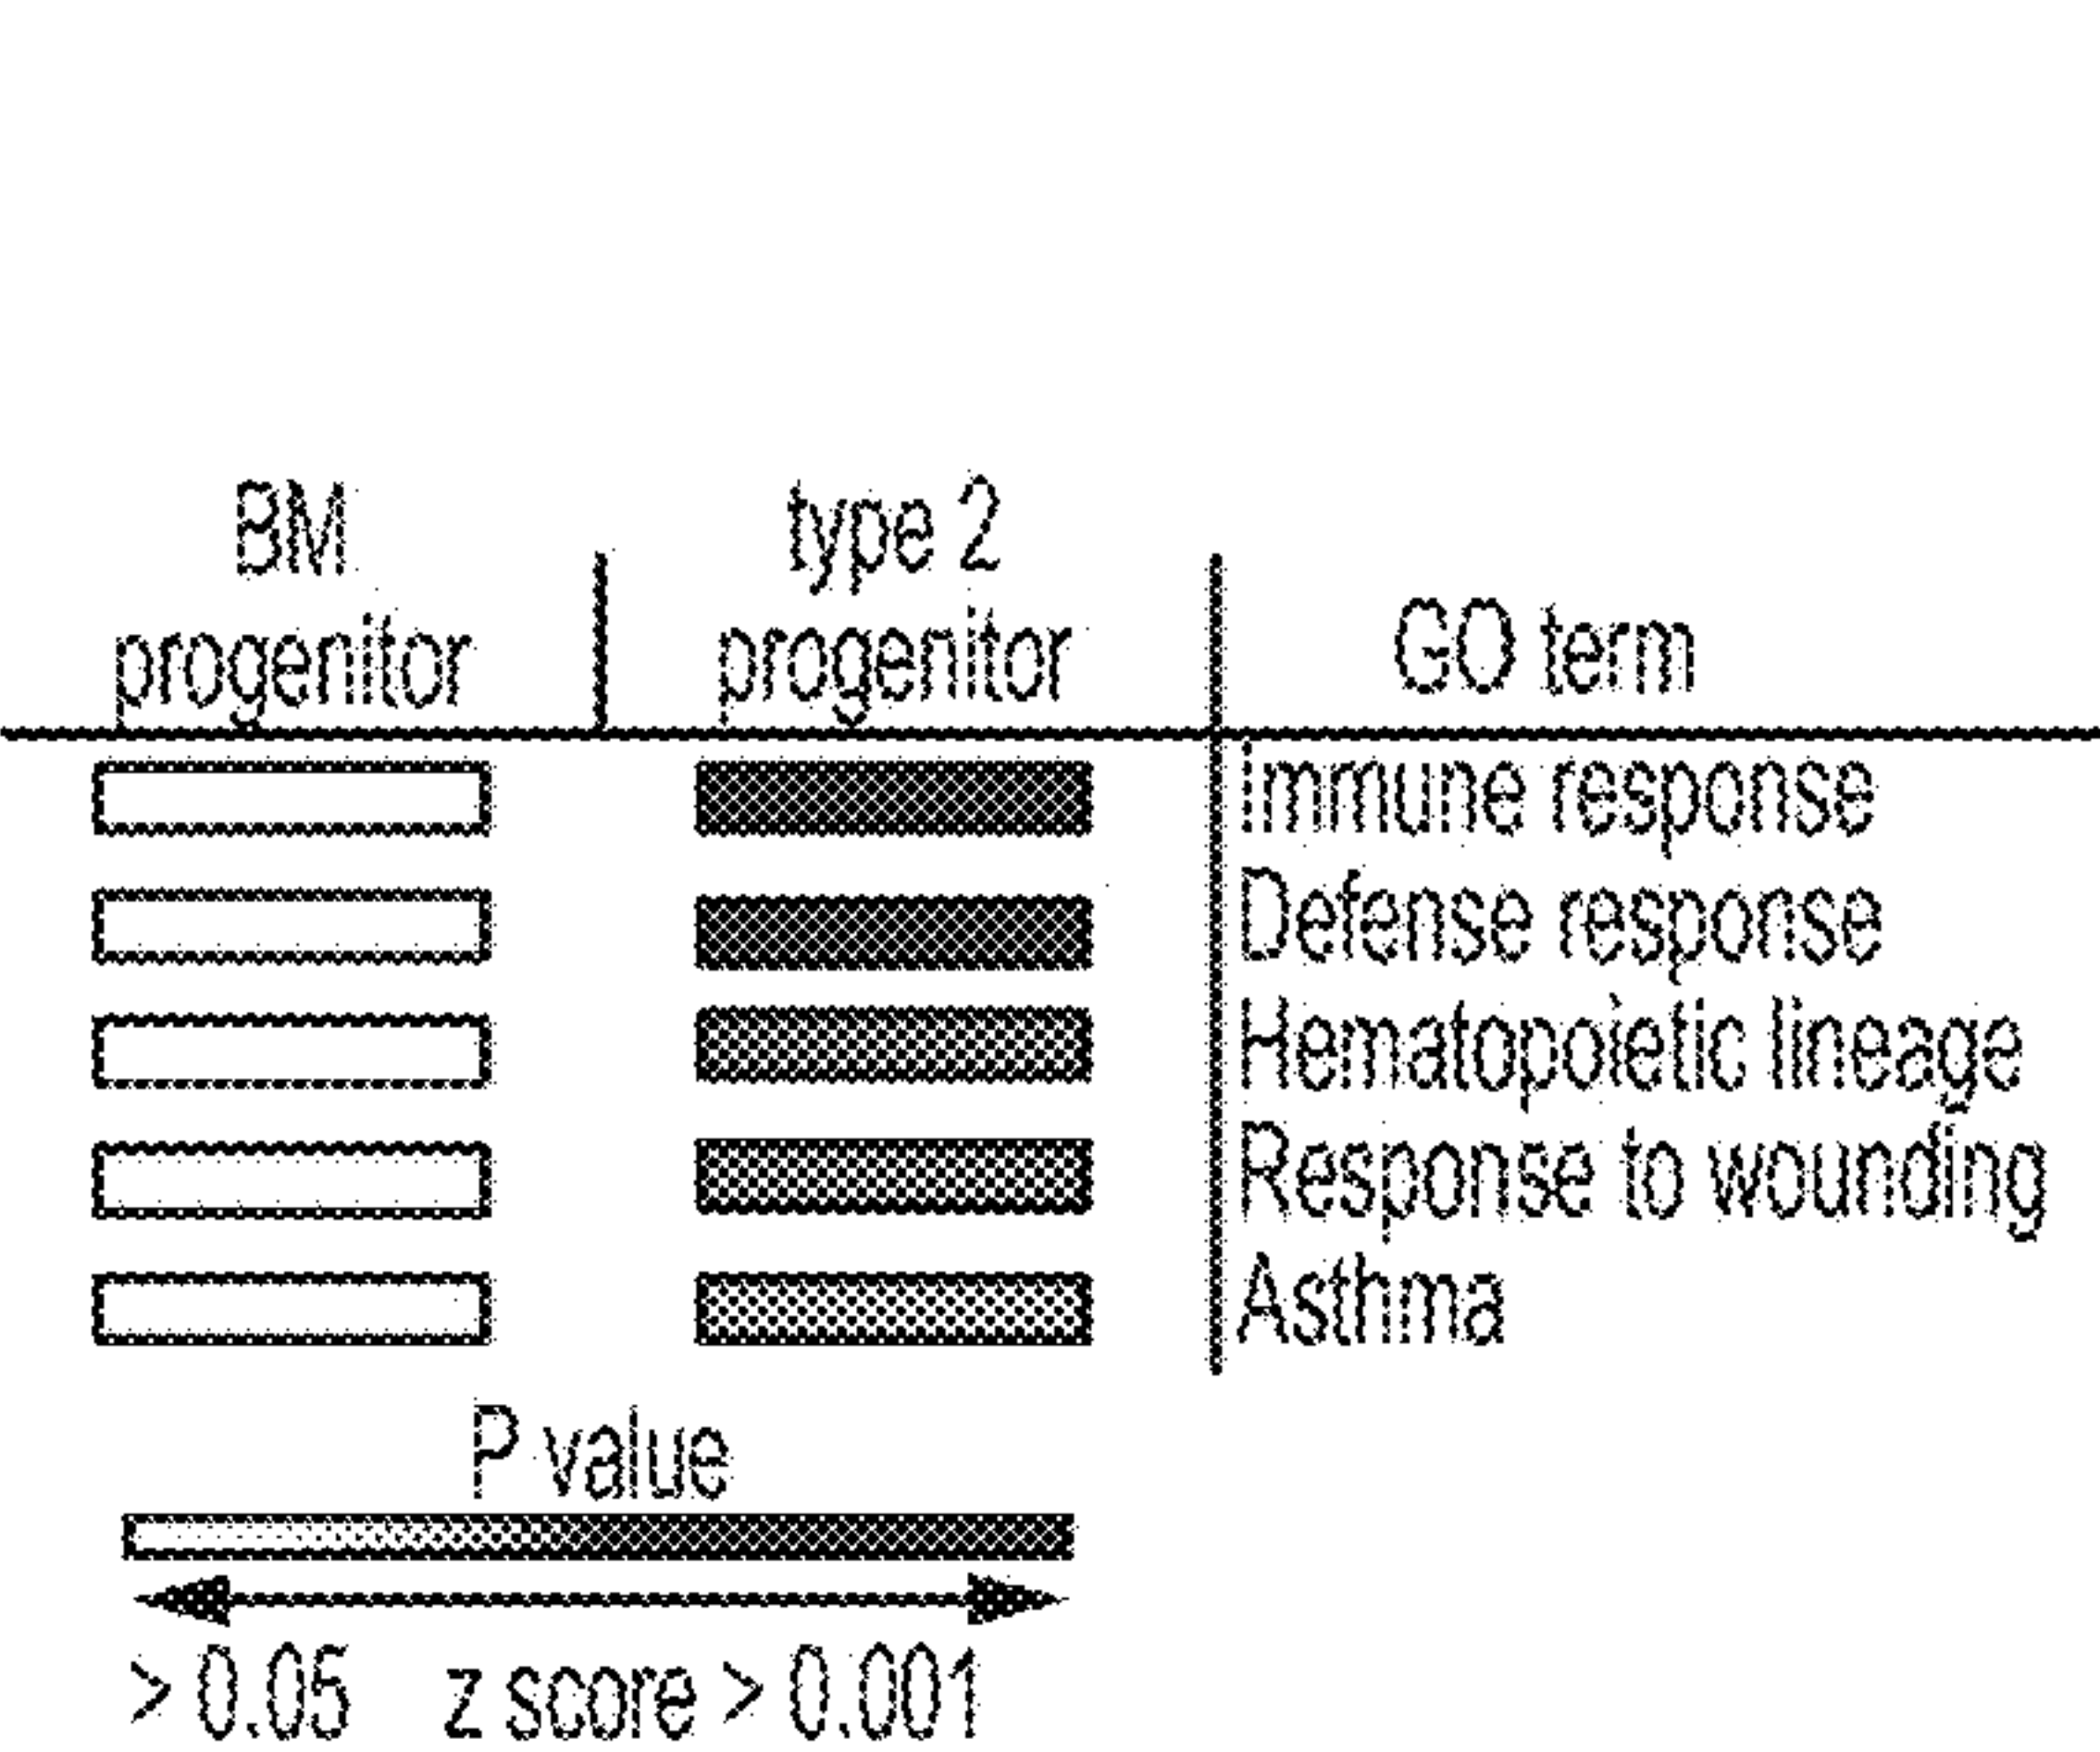 BM
progenitor
type 2
progenitor
GO term
Immune response
Defense response
Hematopoietic lineage
Response to wounding
Asthma
P value
> 0.05 z score > 0.001